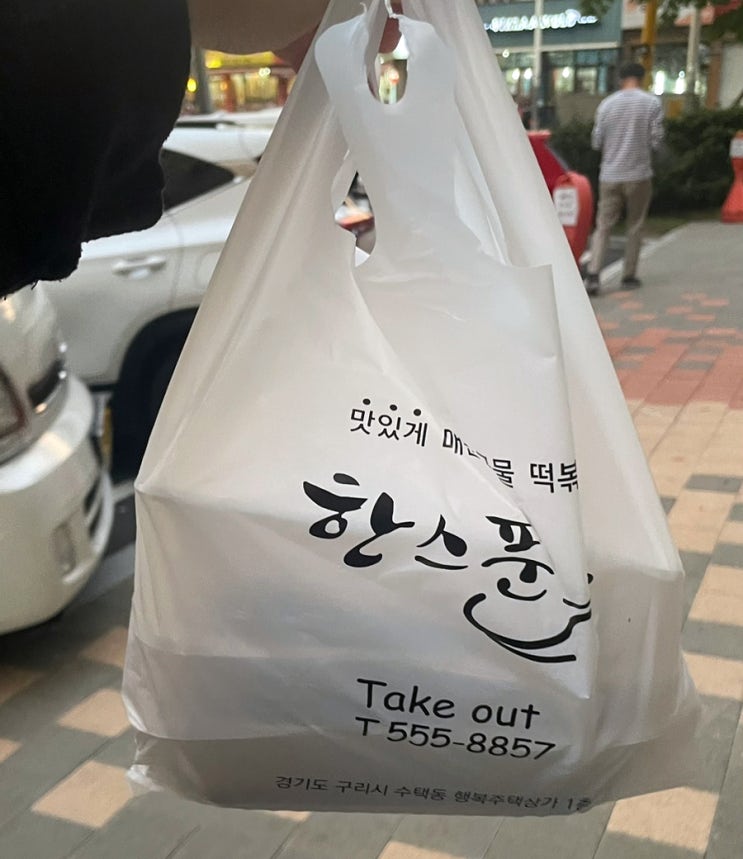 맛있게 떡볶
한스푼
Take out
T 555-8857
경기도 구리시 수택동 행복주택상가 1층